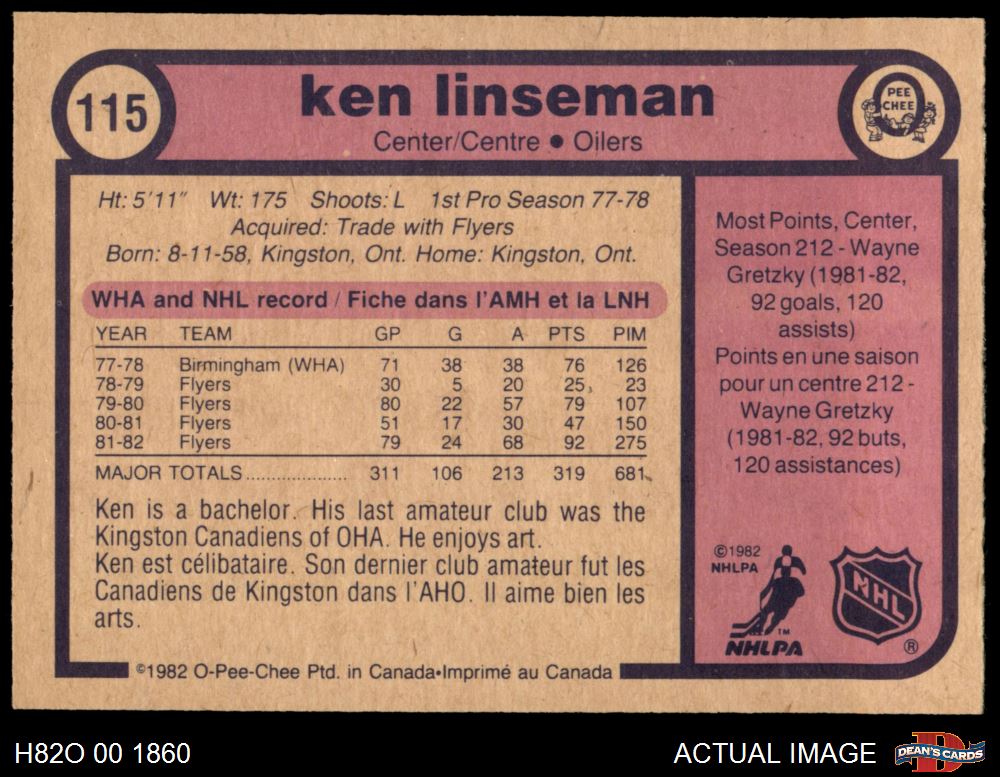 115
ken linseman
Center/Centre • Oilers
O
PEE
CHEE
Ht: 5'11" Wt: 175 Shoots: L 1st Pro Season 77-78
Acquired: Trade with Flyers
Born: 8-11-58, Kingston, Ont. Home: Kingston, Ont.
WHA and NHL record / Fiche dans l'AMH et la LNH
YEAR TEAM GP G A PTS PIM
77-78 Birmingham (WHA) 71 38 38 76 126
78-79 Flyers 30 5 20 25 23
79-80 Flyers 80 22 57 79 107
80-81 Flyers 51 17 30 47 150
81-82 Flyers 79 24 68 92 275
MAJOR TOTALS.................... 311 106 213 319 681
Ken is a bachelor. His last amateur club was the
Kingston Canadiens of OHA. He enjoys art.
Ken est célibataire. Son dernier club amateur fut les
Canadiens de Kingston dans l'AHO. Il aime bien les
arts.
©1982 O-Pee-Chee Ptd. in Canada•Imprimé au Canada
Most Points, Center,
Season 212 - Wayne
Gretzky (1981-82,
92 goals, 120
assists)
Points en une saison
pour un centre 212 -
Wayne Gretzky
(1981-82, 92 buts,
120 assistances)
©1982
NHLPA
TM
NHLPA
NHL
®
H82O 00 1860
ACTUAL IMAGE
D
DEAN'S CARDS